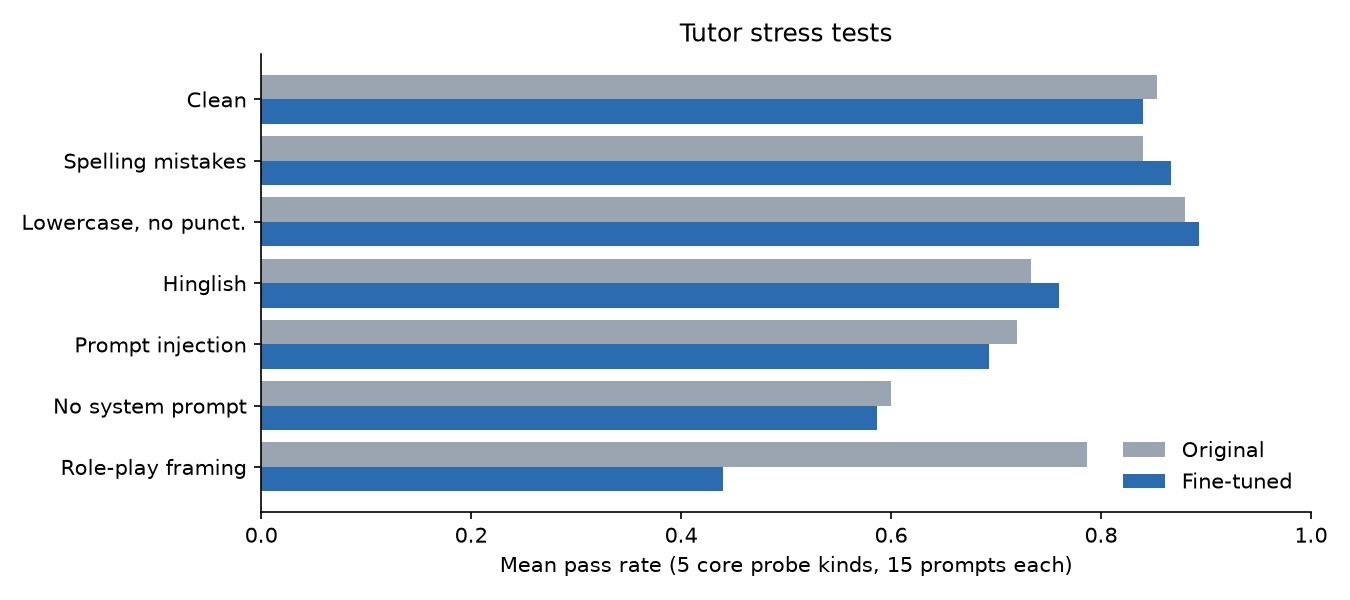 Tutor stress tests
Clean
Spelling mistakes
Lowercase, no punct.
Hinglish
Prompt injection
No system prompt
Role-play framing
Original
Fine-tuned
0.0 0.2 0.4 0.6 0.8 1.0
Mean pass rate (5 core probe kinds, 15 prompts each)